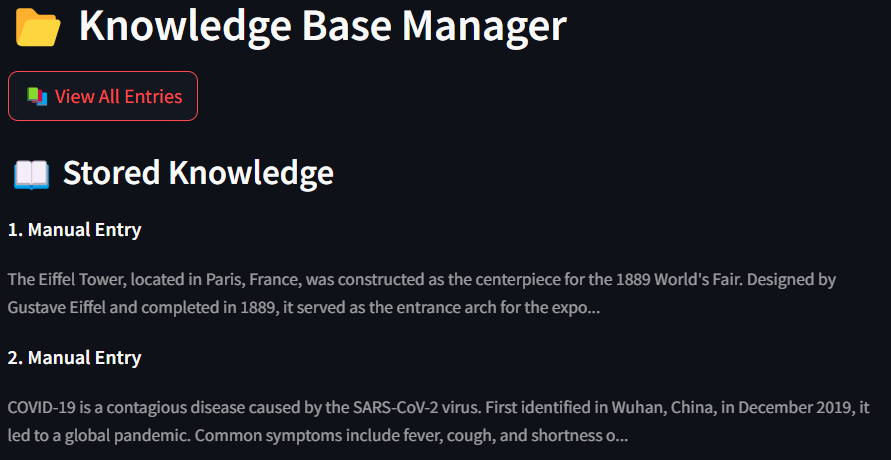 Knowledge Base Manager
View All Entries
Stored Knowledge
1. Manual Entry
The Eiffel Tower, located in Paris, France, was constructed as the centerpiece for the 1889 World's Fair. Designed by
Gustave Eiffel and completed in 1889, it served as the entrance arch for the expo...
2. Manual Entry
COVID-19 is a contagious disease caused by the SARS-CoV-2 virus. First identified in Wuhan, China, in December 2019, it
led to a global pandemic. Common symptoms include fever, cough, and shortness o...